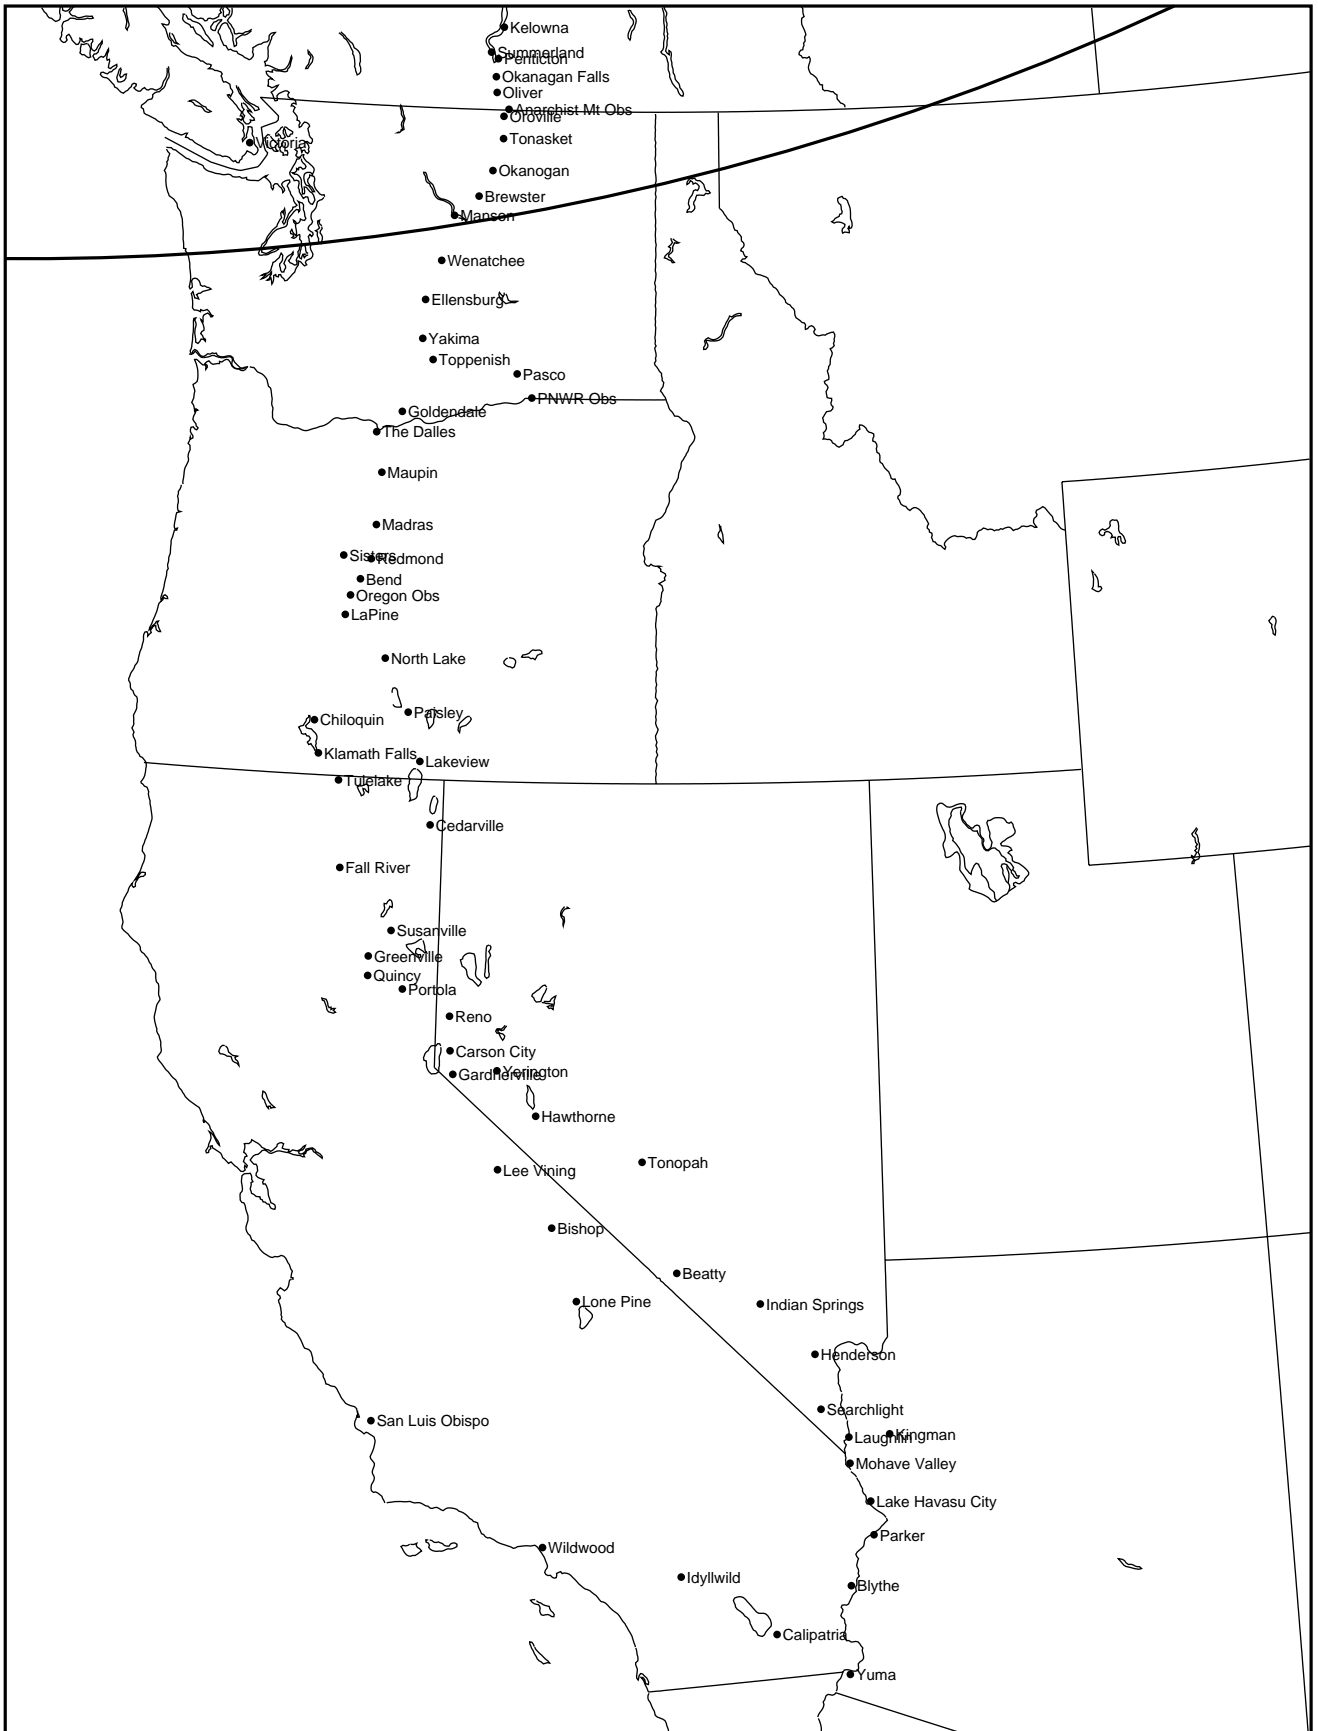 Kelowna
Summerland
Penticton
Okanagan Falls
Oliver
Anarchist Mt Obs
Oroville
Tonasket
Victoria
Okanogan
Brewster
Manson
Wenatchee
Ellensburg
Yakima
Toppenish
Pasco
PNWR Obs
Goldendale
The Dalles
Maupin
Madras
Sisters
Redmond
Bend
Oregon Obs
LaPine
North Lake
Paisley
Chiloquin
Klamath Falls
Lakeview
Tulelake
Cedarville
Fall River
Susanville
Greenville
Quincy
Portola
Reno
Carson City
Yerington
Gardnerville
Hawthorne
Tonopah
Lee Vining
Bishop
Beatty
Lone Pine
Indian Springs
Henderson
Searchlight
San Luis Obispo
Kingman
Laughlin
Mohave Valley
Lake Havasu City
Parker
Wildwood
Idyllwild
Blythe
Calipatria
Yuma